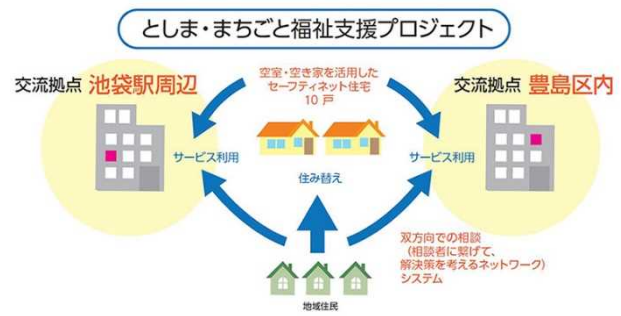 としま・まちごと福祉支援プロジェクト
交流拠点 池袋駅周辺
空室・空き家を活用した
セーフティネット住宅
10 戸
交流拠点 豊島区内
サービス利用
サービス利用
住み替え
双方向での相談
(相談者に繋げて、
解決策を考えるネットワーク)
システム
地域住民